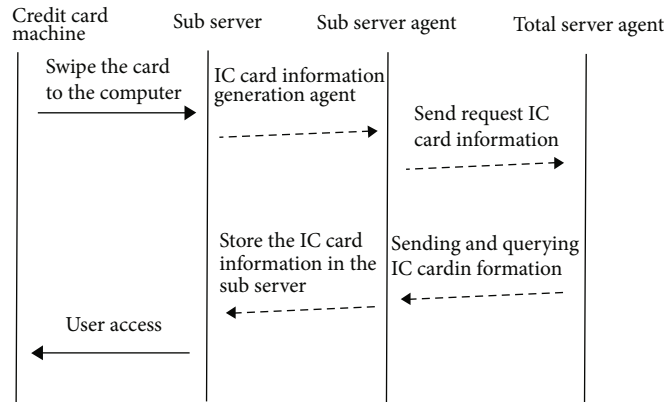 Credit card
machine
Sub server
Sub server agent
Total server agent
Swipe the card
to the computer
IC card information
generation agent
Send request IC
card information
Store the IC card
information in the
sub server
Sending and querying
IC cardin formation
User access